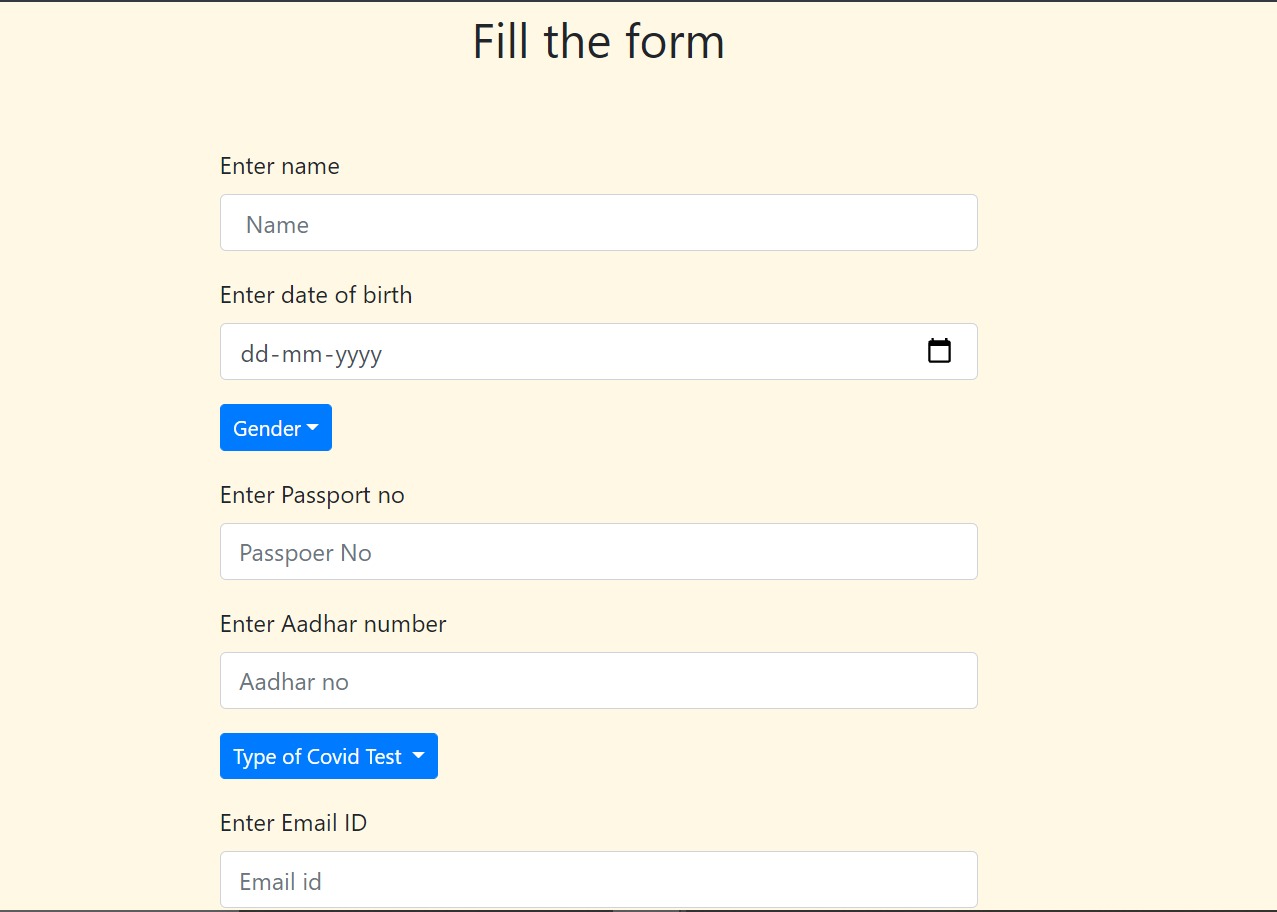 Fill the form
Enter name
Name
Enter date of birth
dd-mm-yyyy
Gender
Enter Passport no
Passpoer No
Enter Aadhar number
Aadhar no
Type of Covid Test
Enter Email ID
Email id